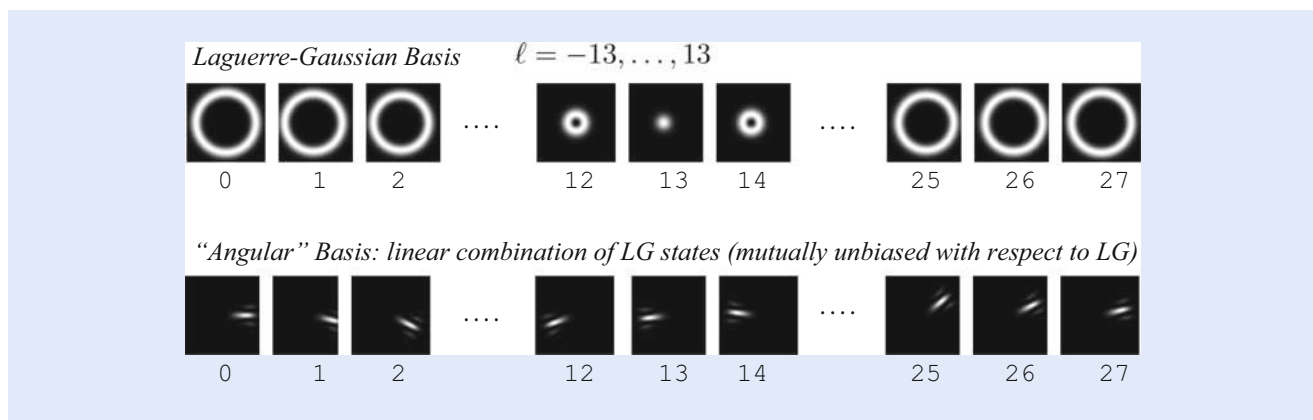 Laguerre-Gaussian Basis ℓ = −13, . . . , 13
.... ....
0 1 2 12 13 14 25 26 27
“Angular” Basis: linear combination of LG states (mutually unbiased with respect to LG)
.... ....
0 1 2 12 13 14 25 26 27